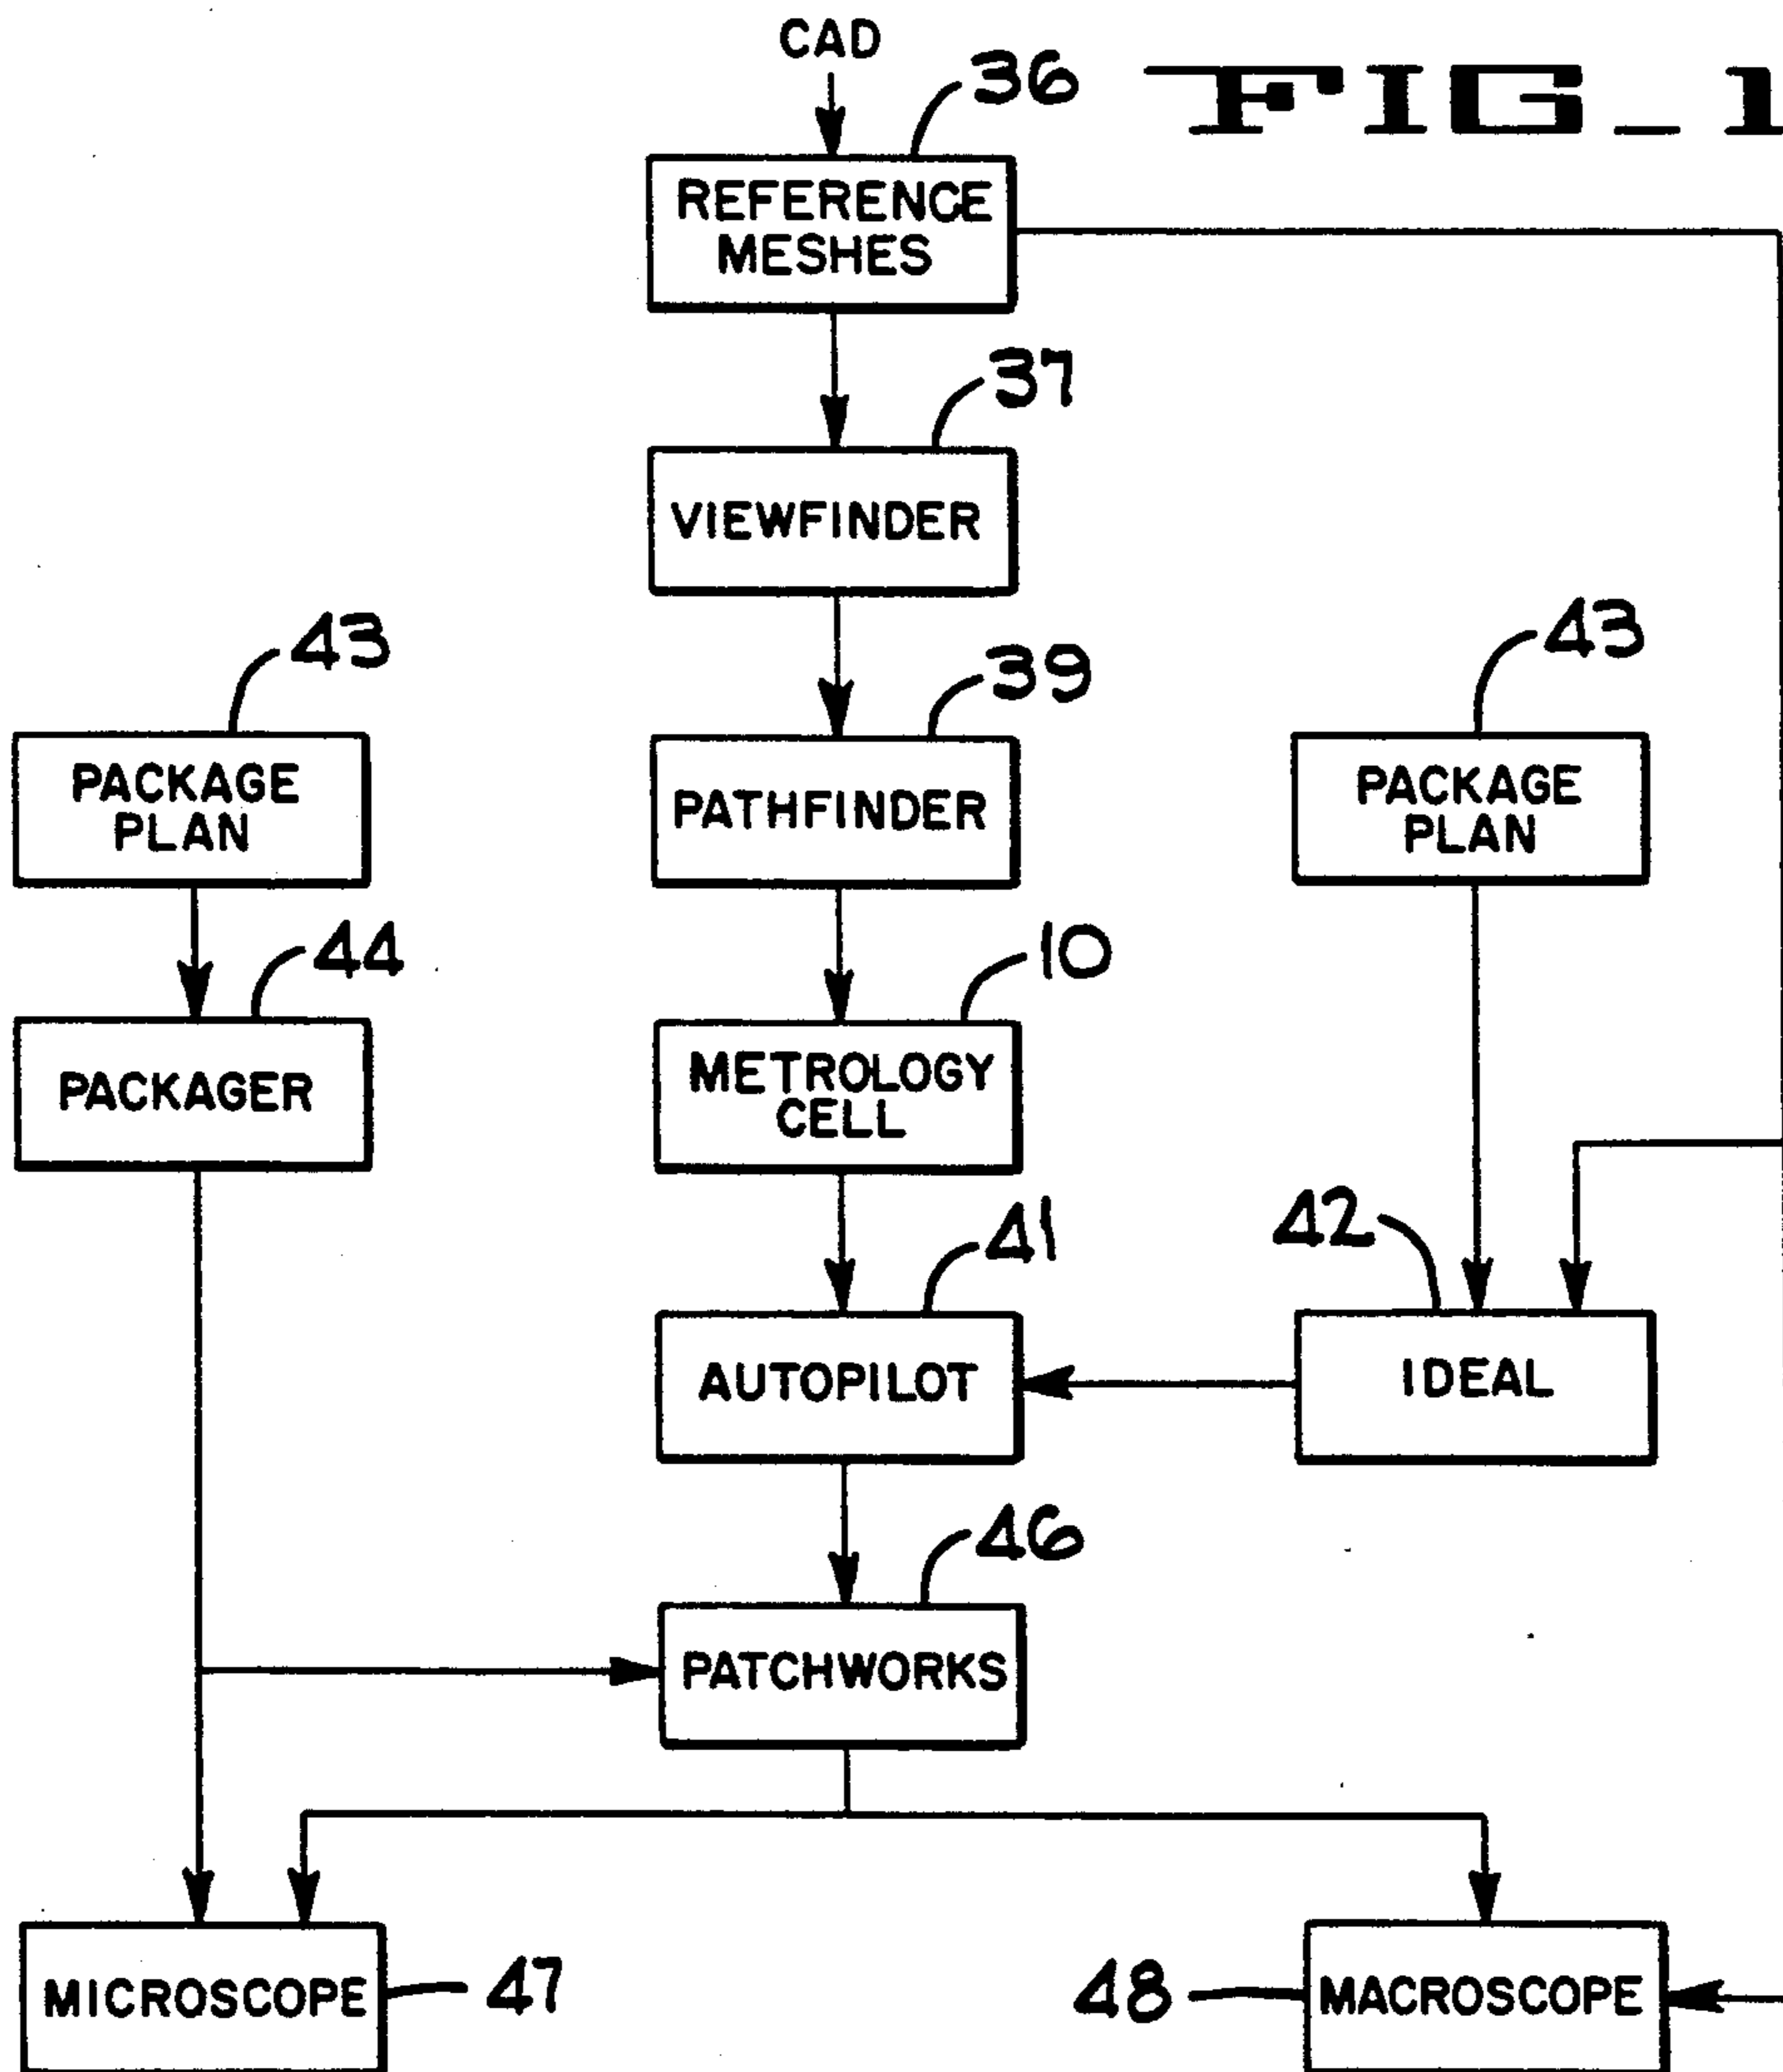 CAD
FIG_1
36
REFERENCE
MESHES
37
VIEWFINDER
43
39
43
PACKAGE
PLAN
PATHFINDER
PACKAGE
PLAN
44
10
PACKAGER
METROLOGY
CELL
41
42
AUTOPILOT
IDEAL
46
PATCHWORKS
MICROSCOPE
47
48
MACROSCOPE